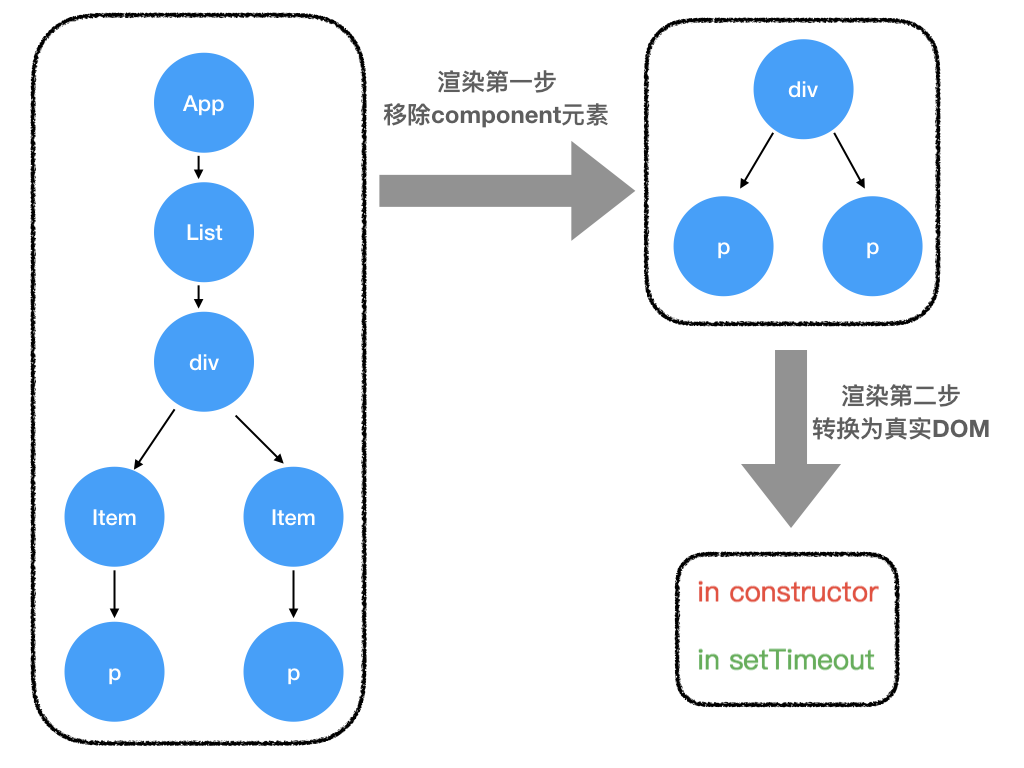 App
List
div
Item
Item
p
p
渲染第一步
移除component元素
div
p
p
渲染第二步
转换为真实DOM
in constructor
in setTimeout